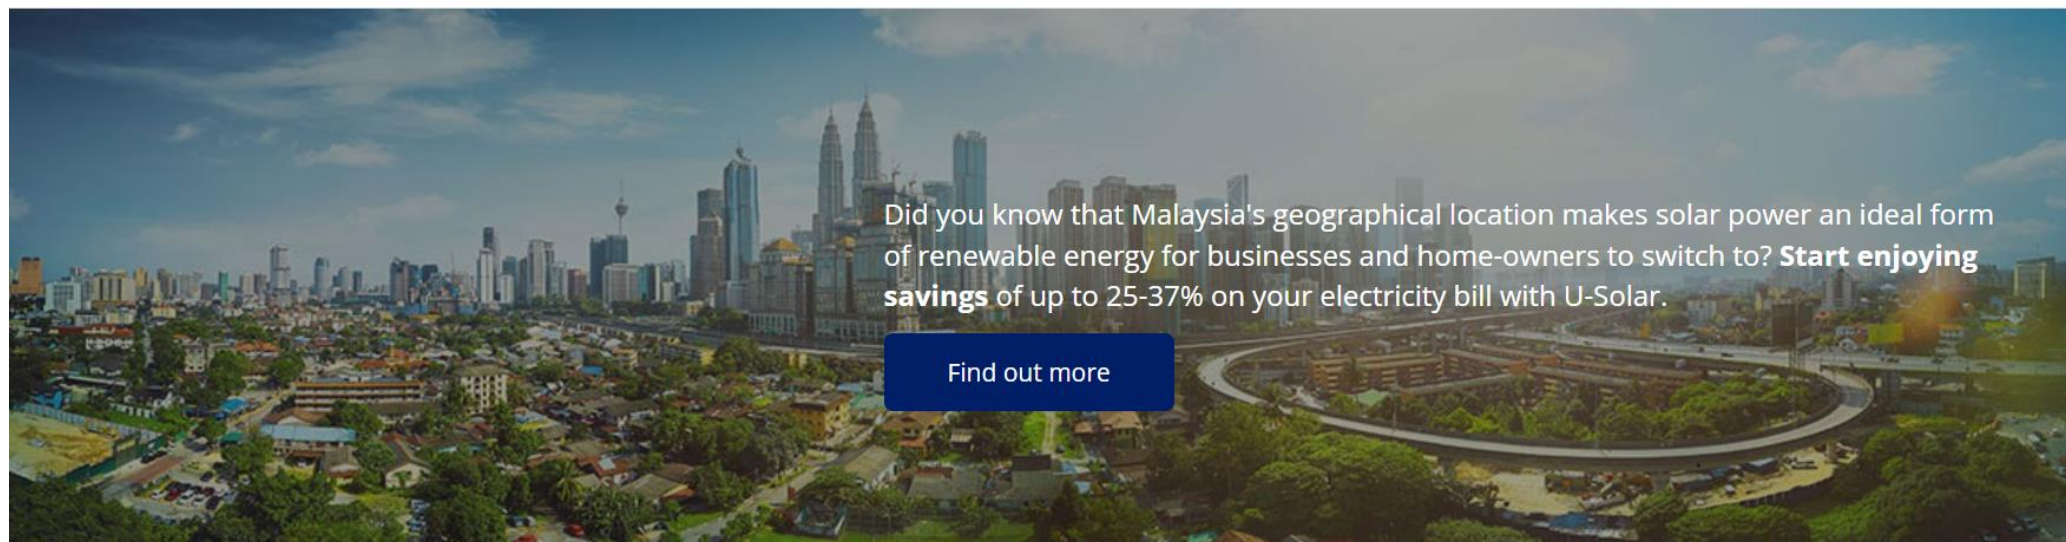 Did you know that Malaysia's geographical location makes solar power an ideal form
of renewable energy for businesses and home-owners to switch to? Start enjoying
savings of up to 25-37% on your electricity bill with U-Solar.
Find out more